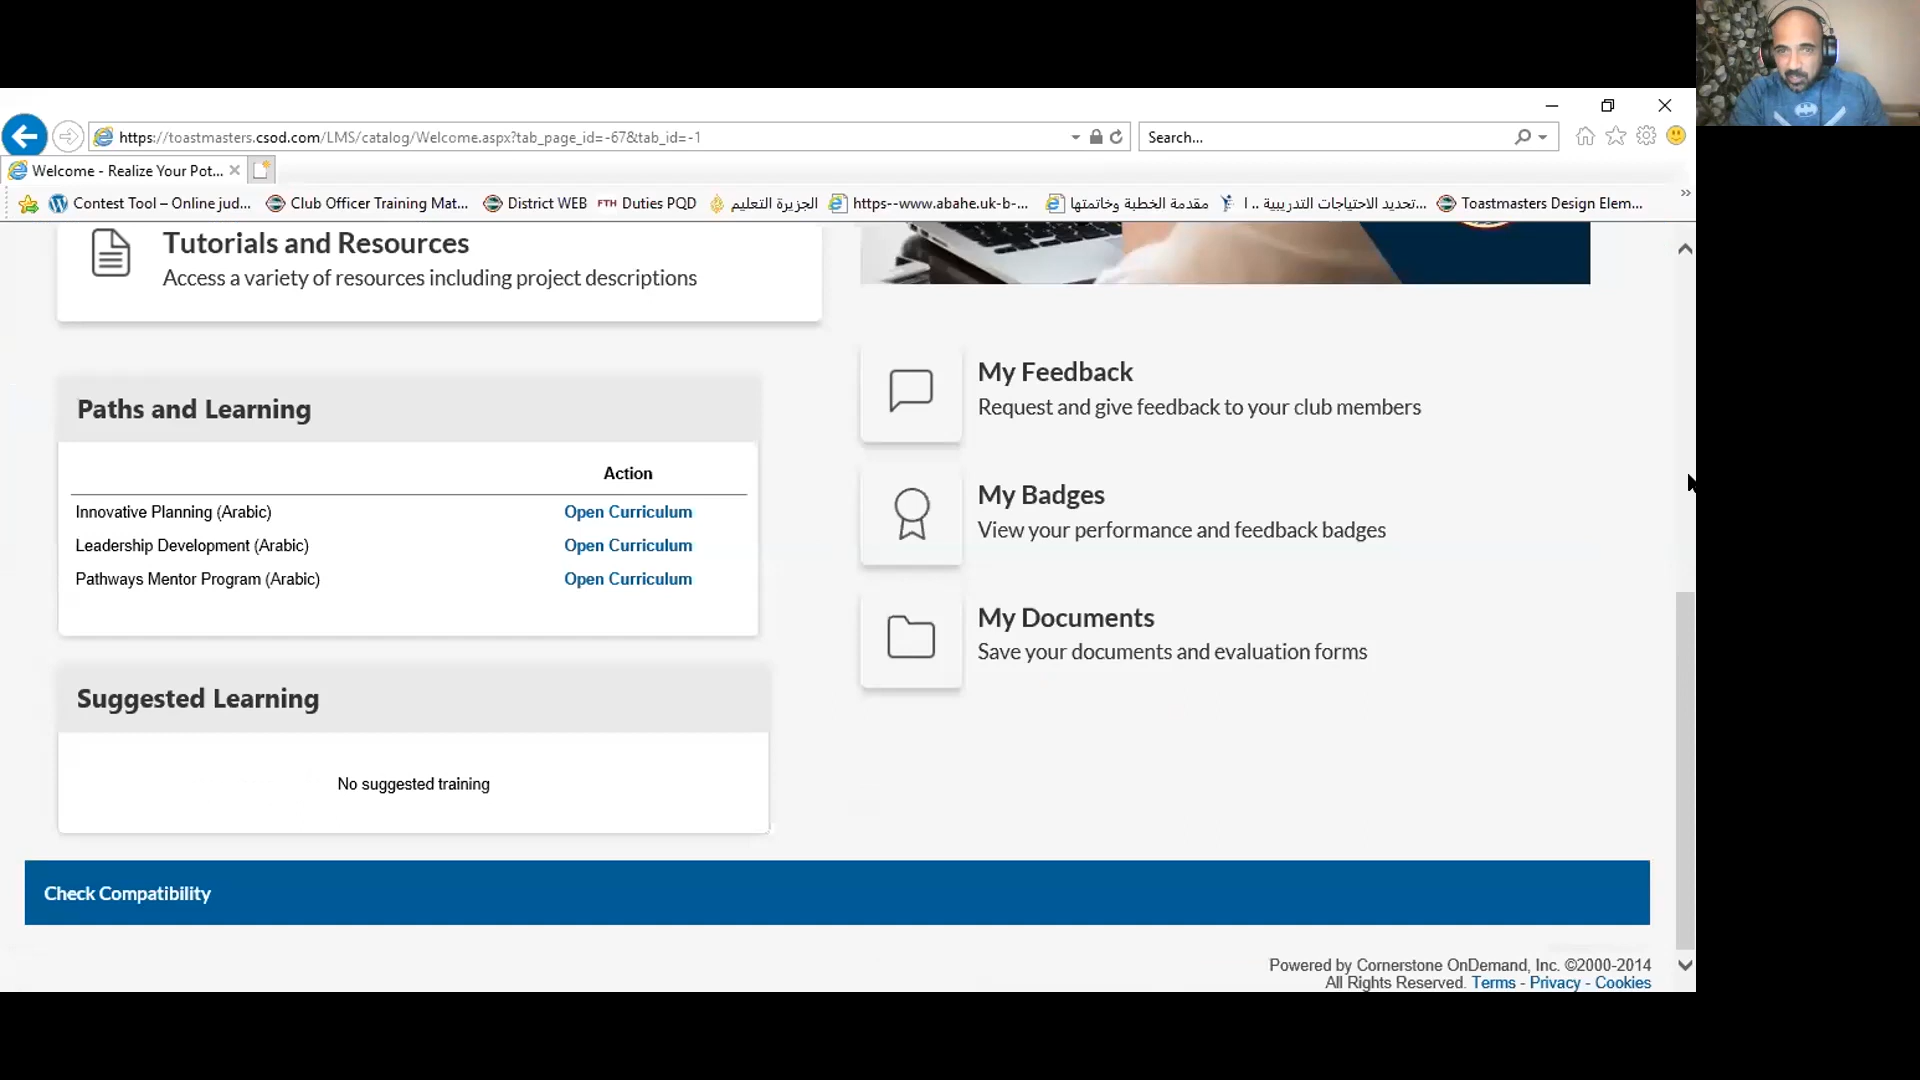 https://toastmasters.csod.com/LMS/catalog/Welcome.aspx?tab_page_id=-67&tab_id=-1
Search...
Welcome - Realize Your Pot...
Contest Tool – Online jud...
Club Officer Training Mat...
District WEB
FTH Duties PQD
الجزيرة التعليم
https--www.abahe.uk-b-...
مقدمة الخطبة وخاتمتها
تحديد الاحتياجات التدريبية .. ا...
Toastmasters Design Elem...
Tutorials and Resources
Access a variety of resources including project descriptions
Paths and Learning
Action
Innovative Planning (Arabic) Open Curriculum
Leadership Development (Arabic) Open Curriculum
Pathways Mentor Program (Arabic) Open Curriculum
Suggested Learning
No suggested training
My Feedback
Request and give feedback to your club members
My Badges
View your performance and feedback badges
My Documents
Save your documents and evaluation forms
Check Compatibility
Powered by Cornerstone OnDemand, Inc. ©2000-2014
All Rights Reserved. Terms - Privacy - Cookies